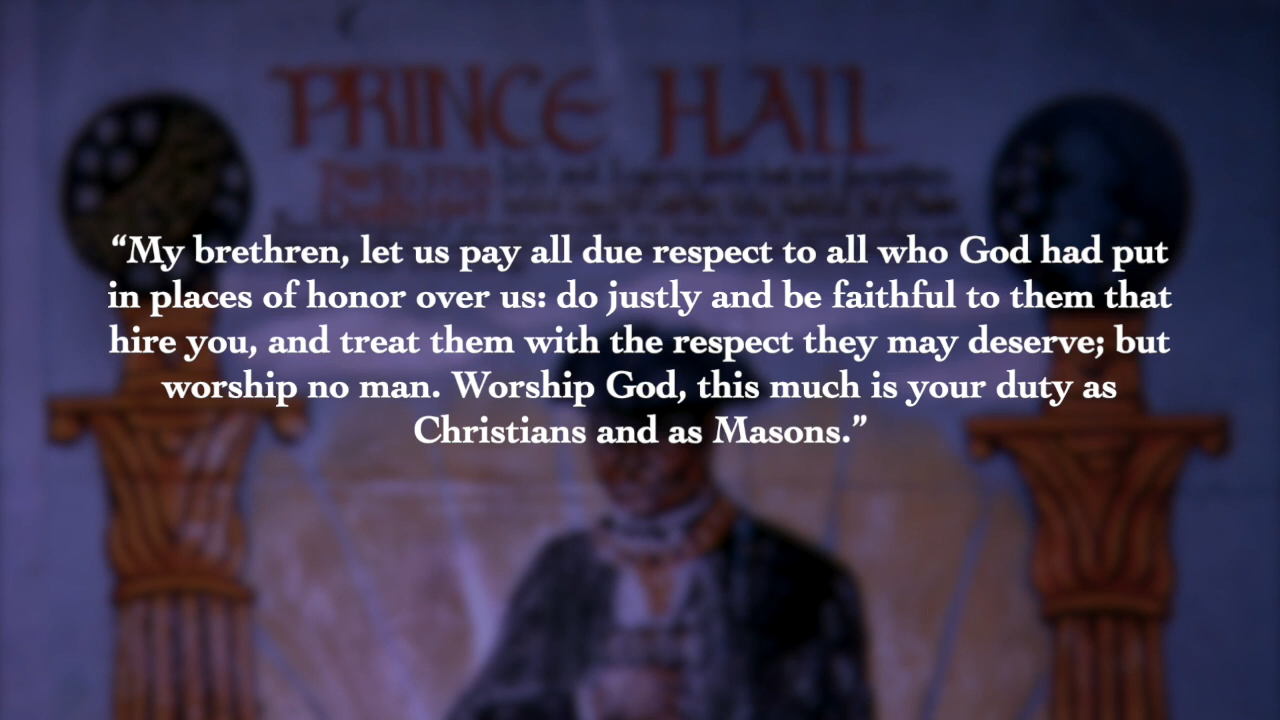 PRINCE HALL
“My brethren, let us pay all due respect to all who God had put
in places of honor over us: do justly and be faithful to them that
hire you, and treat them with the respect they may deserve; but
worship no man. Worship God, this much is your duty as
Christians and as Masons.”